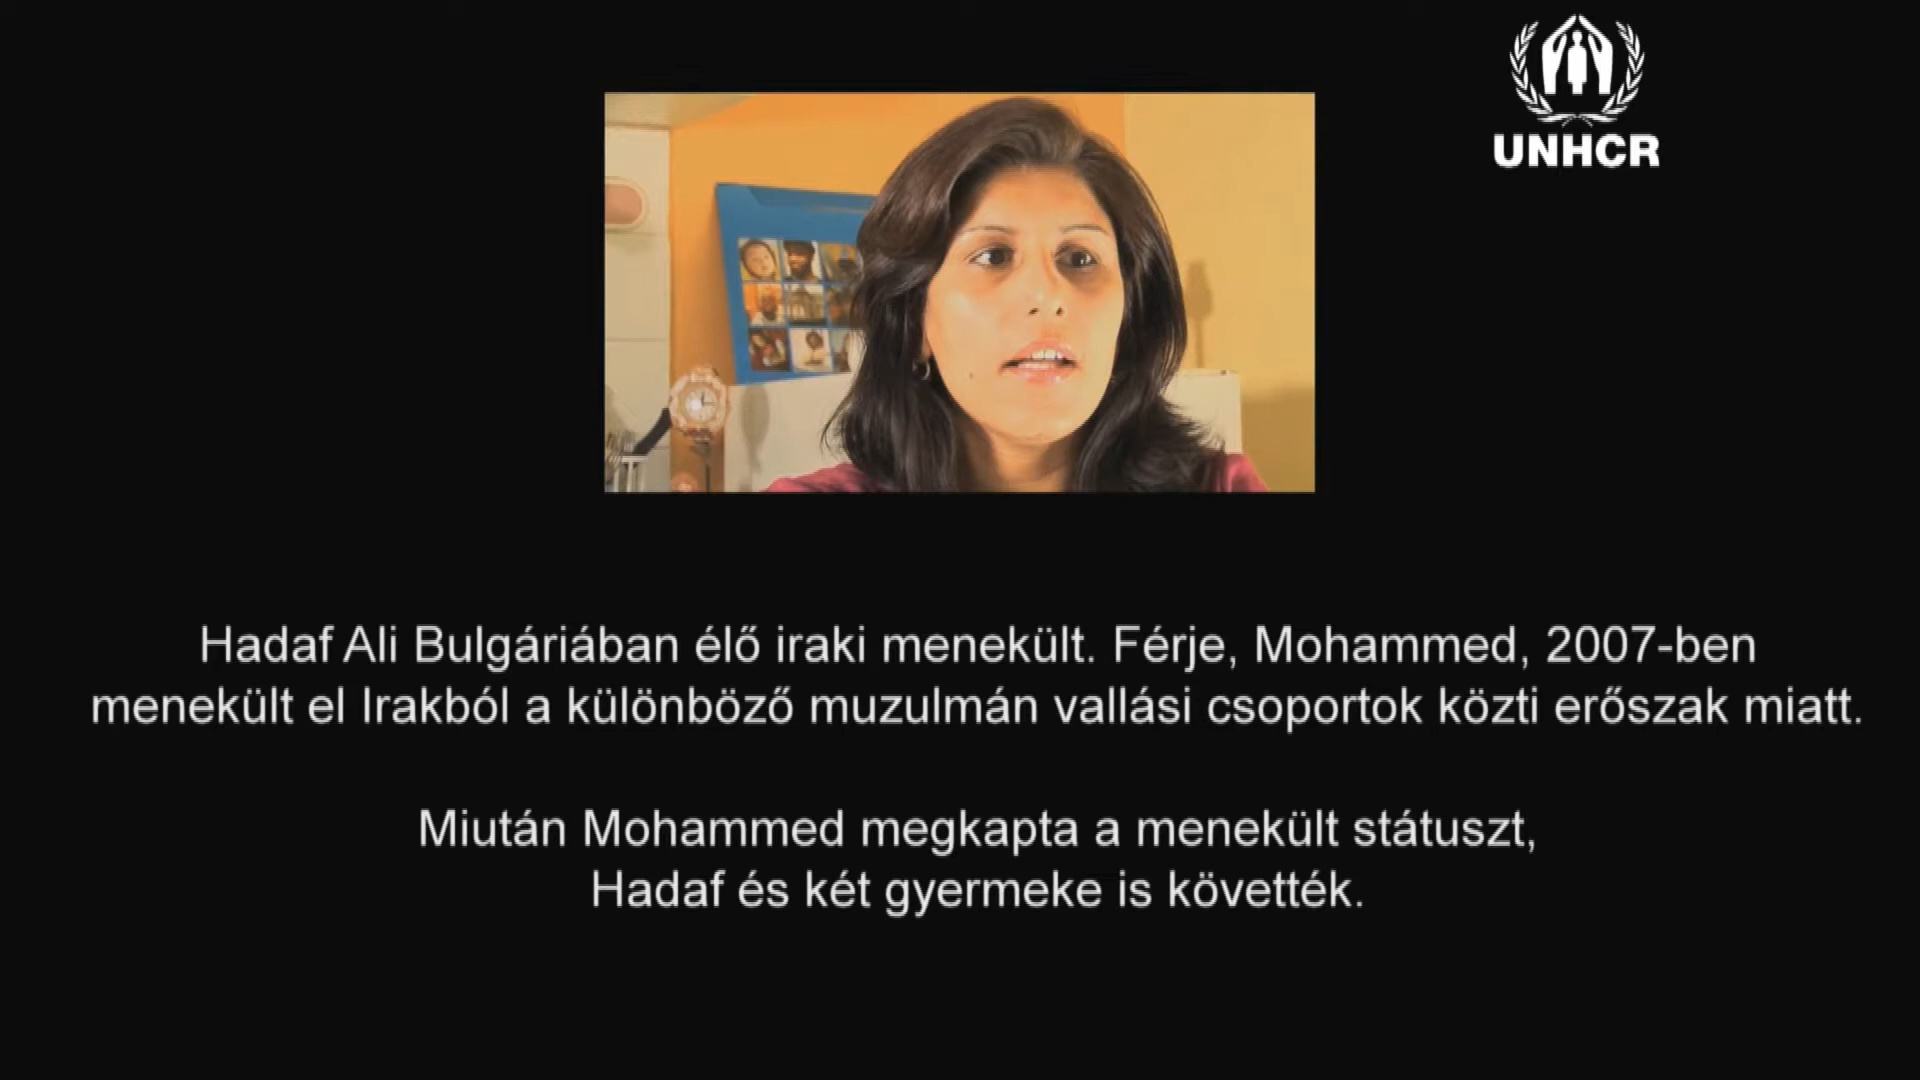 UNHCR
Hadaf Ali Bulgáriában élő iraki menekült. Férje, Mohammed, 2007-ben
menekült el Irakból a különböző muzulmán vallási csoportok közti erőszak miatt.
Miután Mohammed megkapta a menekült státuszt,
Hadaf és két gyermeke is követték.